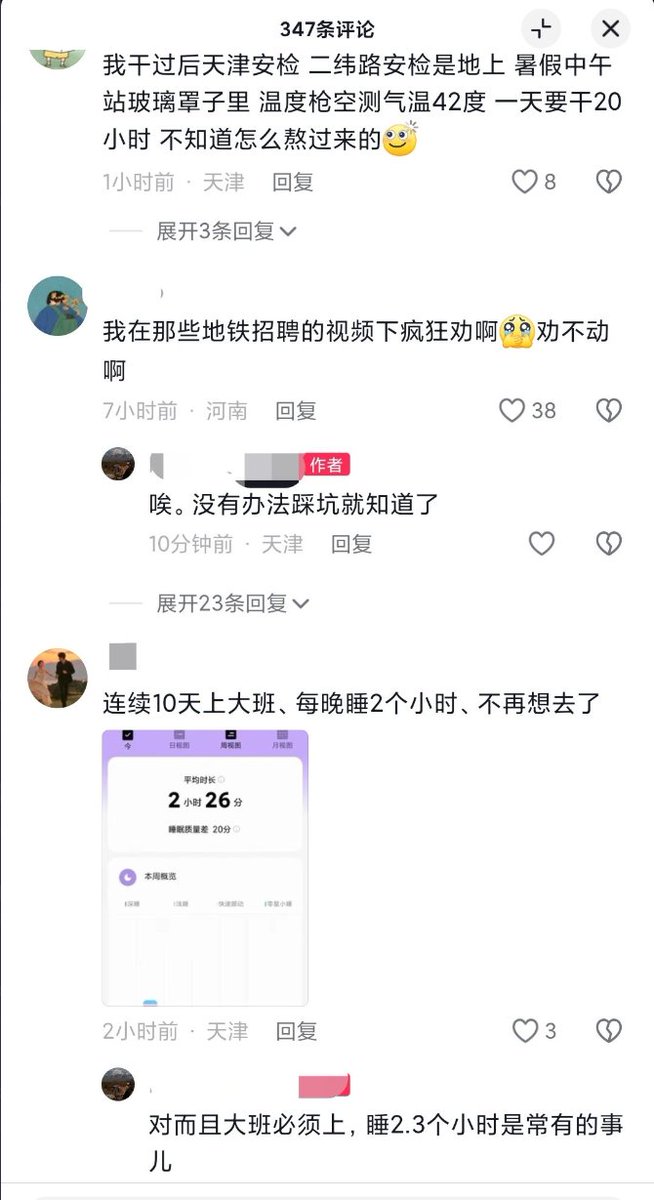 347条评论
我干过后天津安检 二纬路安检是地上 暑假中午
站玻璃罩子里 温度枪空测气温42度 一天要干20
小时 不知道怎么熬过来的
1小时前 · 天津 回复 8
展开3条回复
我在那些地铁招聘的视频下疯狂劝啊劝不动
啊
7小时前 · 河南 回复 38
作者
唉。没有办法踩坑就知道了
10分钟前 · 天津 回复
展开23条回复
连续10天上大班、每晚睡2个小时、不再想去了
今 日视图 周视图 月视图
平均时长
2小时26分
睡眠质量差 20分
本周概览
深睡 浅睡 快速眼动 零星小睡
2小时前 · 天津 回复 3
对而且大班必须上，睡2.3个小时是常有的事
儿